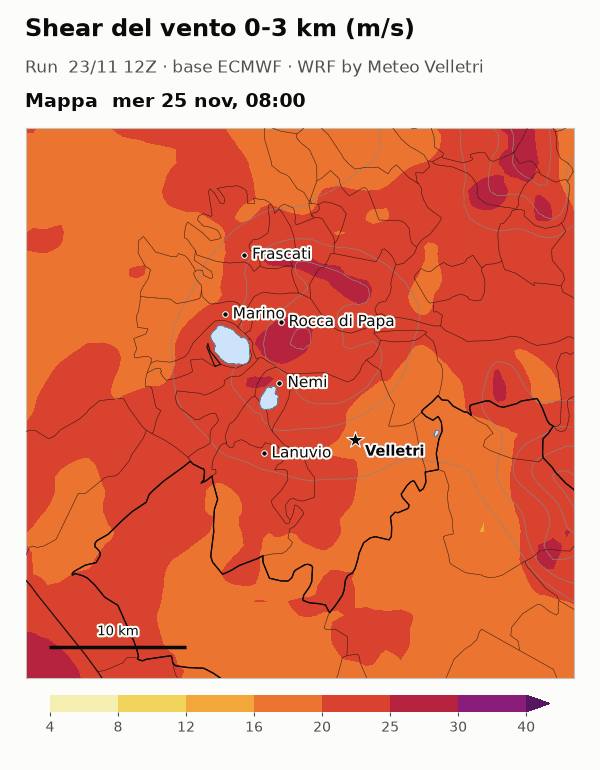 Shear del vento 0-3 km (m/s)
Run  23/11 12Z · base ECMWF · WRF by Meteo Velletri
Mappa  mer 25 nov, 08:00
Frascati
Marino
Rocca di Papa
Nemi
Velletri
Lanuvio
10 km
4 8 12 16 20 25 30 40